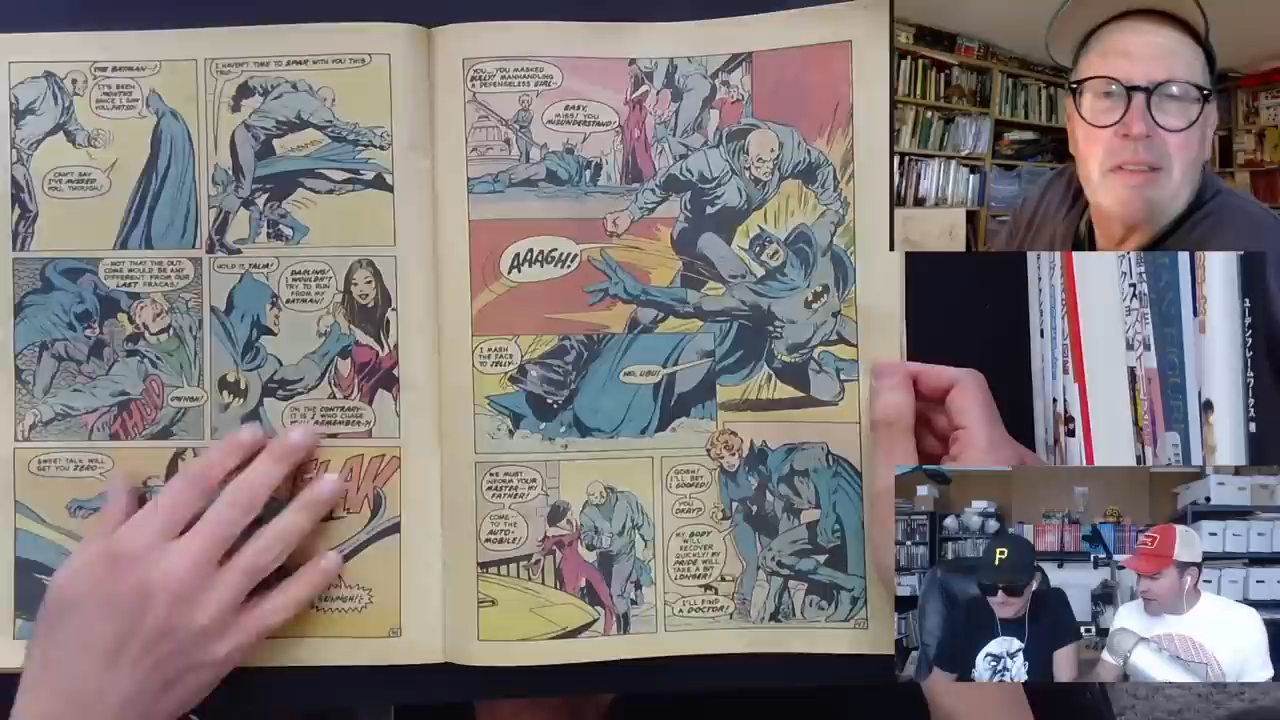 THE BATMAN--!
IT'S BEEN
MONTHS
SINCE I SAW
YOU LAST!
CAN'T SAY
I'VE MISSED
YOU, THOUGH!
I HAVEN'T TIME TO SPAR WITH YOU THIS
--NOT THAT THE OUT-
COME WOULD BE ANY
DIFFERENT FROM OUR
LAST FRACAS!
THUD
HOLD IT, TALIA!
DARLING!
I WOULDN'T
TRY TO RUN
FROM MY
BATMAN!
ON THE CONTRARY--
IT IS I WHO CHASE
YOU, REMEMBER--?!
SWEET TALK WILL
GET YOU ZERO--
YOU--YOU MASKED
BULLY! MANHANDLING
A DEFENSELESS GIRL--
EASY,
MISS! YOU
MISUNDERSTAND!
AAAGH!
I MASH
THE FACE
TO JELLY--
NO, UBU!
WE MUST
INFORM YOUR
MASTER--MY
FATHER!
COME--
TO THE
AUTO-
MOBILE!
GOSH!
I'LL BET
I GOOFED!
YOU
OKAY?
MY BODY
WILL
RECOVER
QUICKLY! MY
PRIDE WILL
TAKE A BIT
LONGER!
I'LL FIND
A DOCTOR!
P